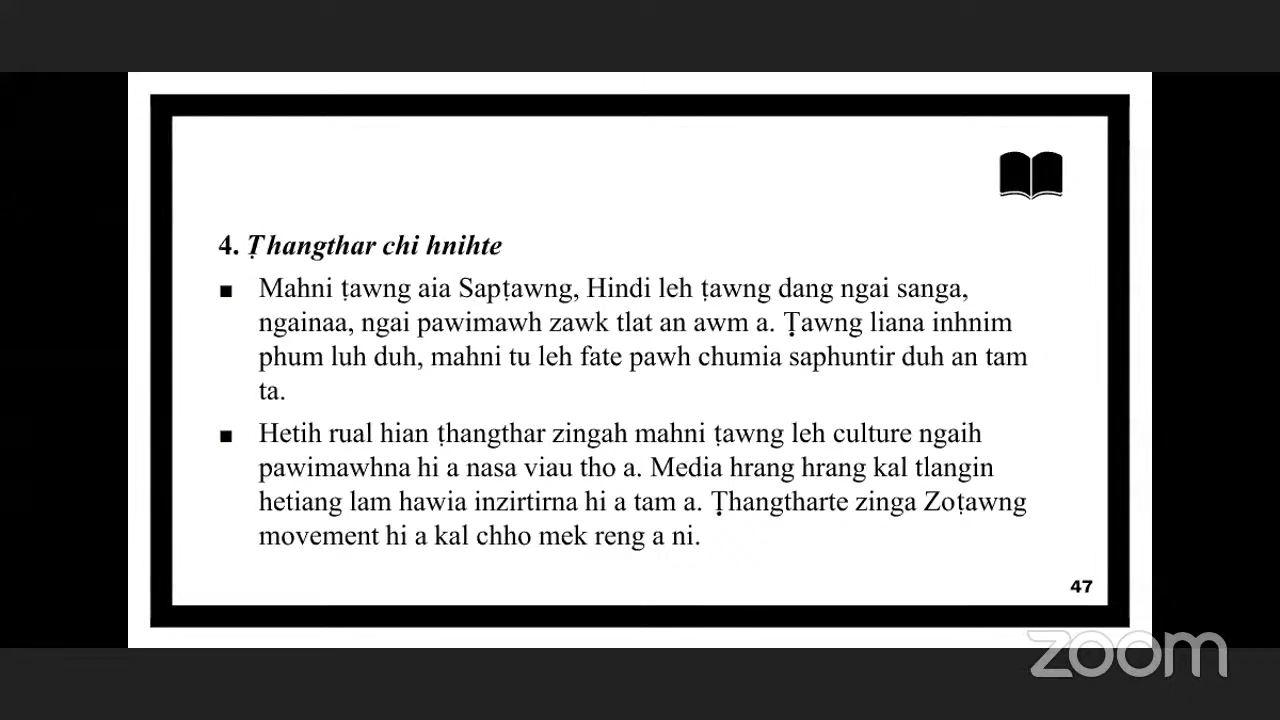 4. Ṭhangthar chi hnihte
▪ Mahni ṭawng aia Sapṭawng, Hindi leh ṭawng dang ngai sanga,
ngainaa, ngai pawimawh zawk tlat an awm a. Ṭawng liana inhnim
phum luh duh, mahni tu leh fate pawh chumia saphuntir duh an tam
ta.
▪ Hetih rual hian ṭhangthar zingah mahni ṭawng leh culture ngaih
pawimawhna hi a nasa viau tho a. Media hrang hrang kal tlangin
hetiang lam hawia inzirtirna hi a tam a. Ṭhangtharte zinga Zoṭawng
movement hi a kal chho mek reng a ni.
47
zoom